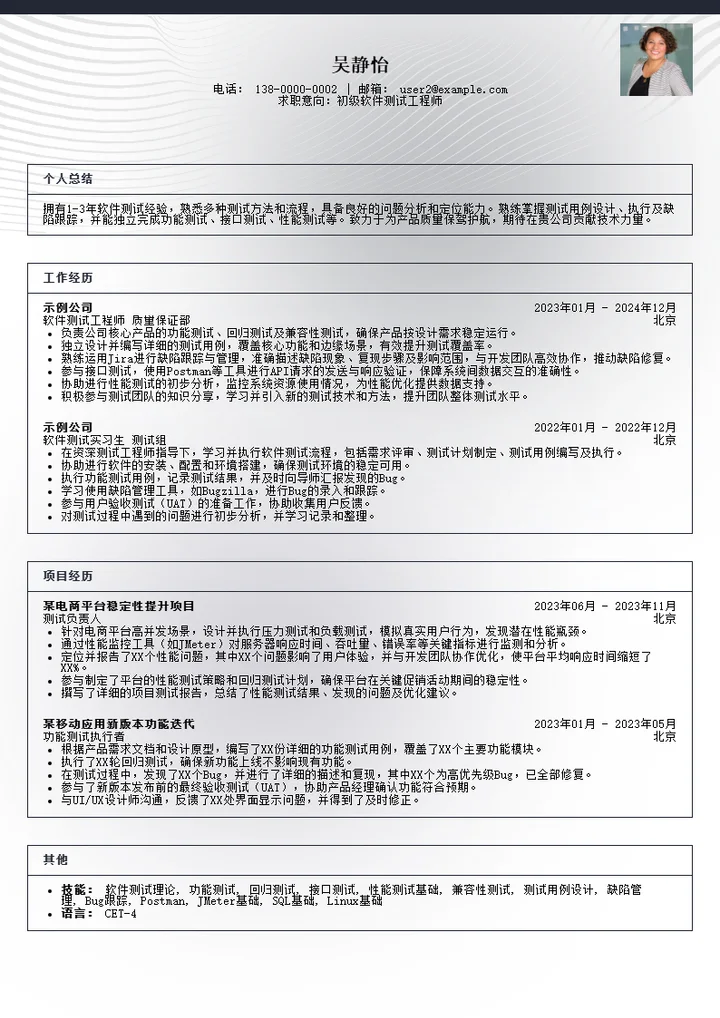 吴静怡
电话： 138-0000-0002 | 邮箱： user2@example.com
求职意向：初级软件测试工程师
个人总结
拥有1-3年软件测试经验，熟悉多种测试方法和流程，具备良好的问题分析和定位能力。熟练掌握测试用例设计、执行及缺
陷跟踪，并能独立完成功能测试、接口测试、性能测试等。致力于为产品质量保驾护航，期待在贵公司贡献技术力量。
工作经历
示例公司 2023年01月 - 2024年12月
软件测试工程师 质量保证部 北京
• 负责公司核心产品的功能测试、回归测试及兼容性测试，确保产品按设计需求稳定运行。
• 独立设计并编写详细的测试用例，覆盖核心功能和边缘场景，有效提升测试覆盖率。
• 熟练运用Jira进行缺陷跟踪与管理，准确描述缺陷现象、复现步骤及影响范围，与开发团队高效协作，推动缺陷修复。
• 参与接口测试，使用Postman等工具进行API请求的发送与响应验证，保障系统间数据交互的准确性。
• 协助进行性能测试的初步分析，监控系统资源使用情况，为性能优化提供数据支持。
• 积极参与测试团队的知识分享，学习并引入新的测试技术和方法，提升团队整体测试水平。
示例公司 2022年01月 - 2022年12月
软件测试实习生 测试组 北京
• 在资深测试工程师指导下，学习并执行软件测试流程，包括需求评审、测试计划制定、测试用例编写及执行。
• 协助进行软件的安装、配置和环境搭建，确保测试环境的稳定可用。
• 执行功能测试用例，记录测试结果，并及时向导师汇报发现的Bug。
• 学习使用缺陷管理工具，如Bugzilla，进行Bug的录入和跟踪。
• 参与用户验收测试（UAT）的准备工作，协助收集用户反馈。
• 对测试过程中遇到的问题进行初步分析，并学习记录和整理。
项目经历
某电商平台稳定性提升项目 2023年06月 - 2023年11月
测试负责人 北京
• 针对电商平台高并发场景，设计并执行压力测试和负载测试，模拟真实用户行为，发现潜在性能瓶颈。
• 通过性能监控工具（如JMeter）对服务器响应时间、吞吐量、错误率等关键指标进行监测和分析。
• 定位并报告了XX个性能问题，其中XX个问题影响了用户体验，并与开发团队协作优化，使平台平均响应时间缩短了
XX%。
• 参与制定了平台的性能测试策略和回归测试计划，确保平台在关键促销活动期间的稳定性。
• 撰写了详细的项目测试报告，总结了性能测试结果、发现的问题及优化建议。
某移动应用新版本功能迭代 2023年01月 - 2023年05月
功能测试执行者 北京
• 根据产品需求文档和设计原型，编写了XX份详细的功能测试用例，覆盖了XX个主要功能模块。
• 执行了XX轮回归测试，确保新功能上线不影响现有功能。
• 在测试过程中，发现了XX个Bug，并进行了详细的描述和复现，其中XX个为高优先级Bug，已全部修复。
• 参与了新版本发布前的最终验收测试（UAT），协助产品经理确认功能符合预期。
• 与UI/UX设计师沟通，反馈了XX处界面显示问题，并得到了及时修正。
其他
• 技能： 软件测试理论, 功能测试, 回归测试, 接口测试, 性能测试基础, 兼容性测试, 测试用例设计, 缺陷管
理, Bug跟踪, Postman, JMeter基础, SQL基础, Linux基础
• 语言： CET-4